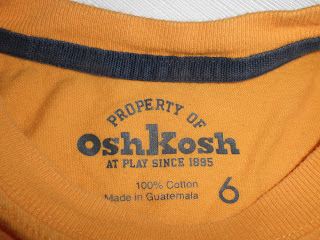 PROPERTY OF
OshKosh
AT PLAY SINCE 1895
100% Cotton
Made in Guatemala
6